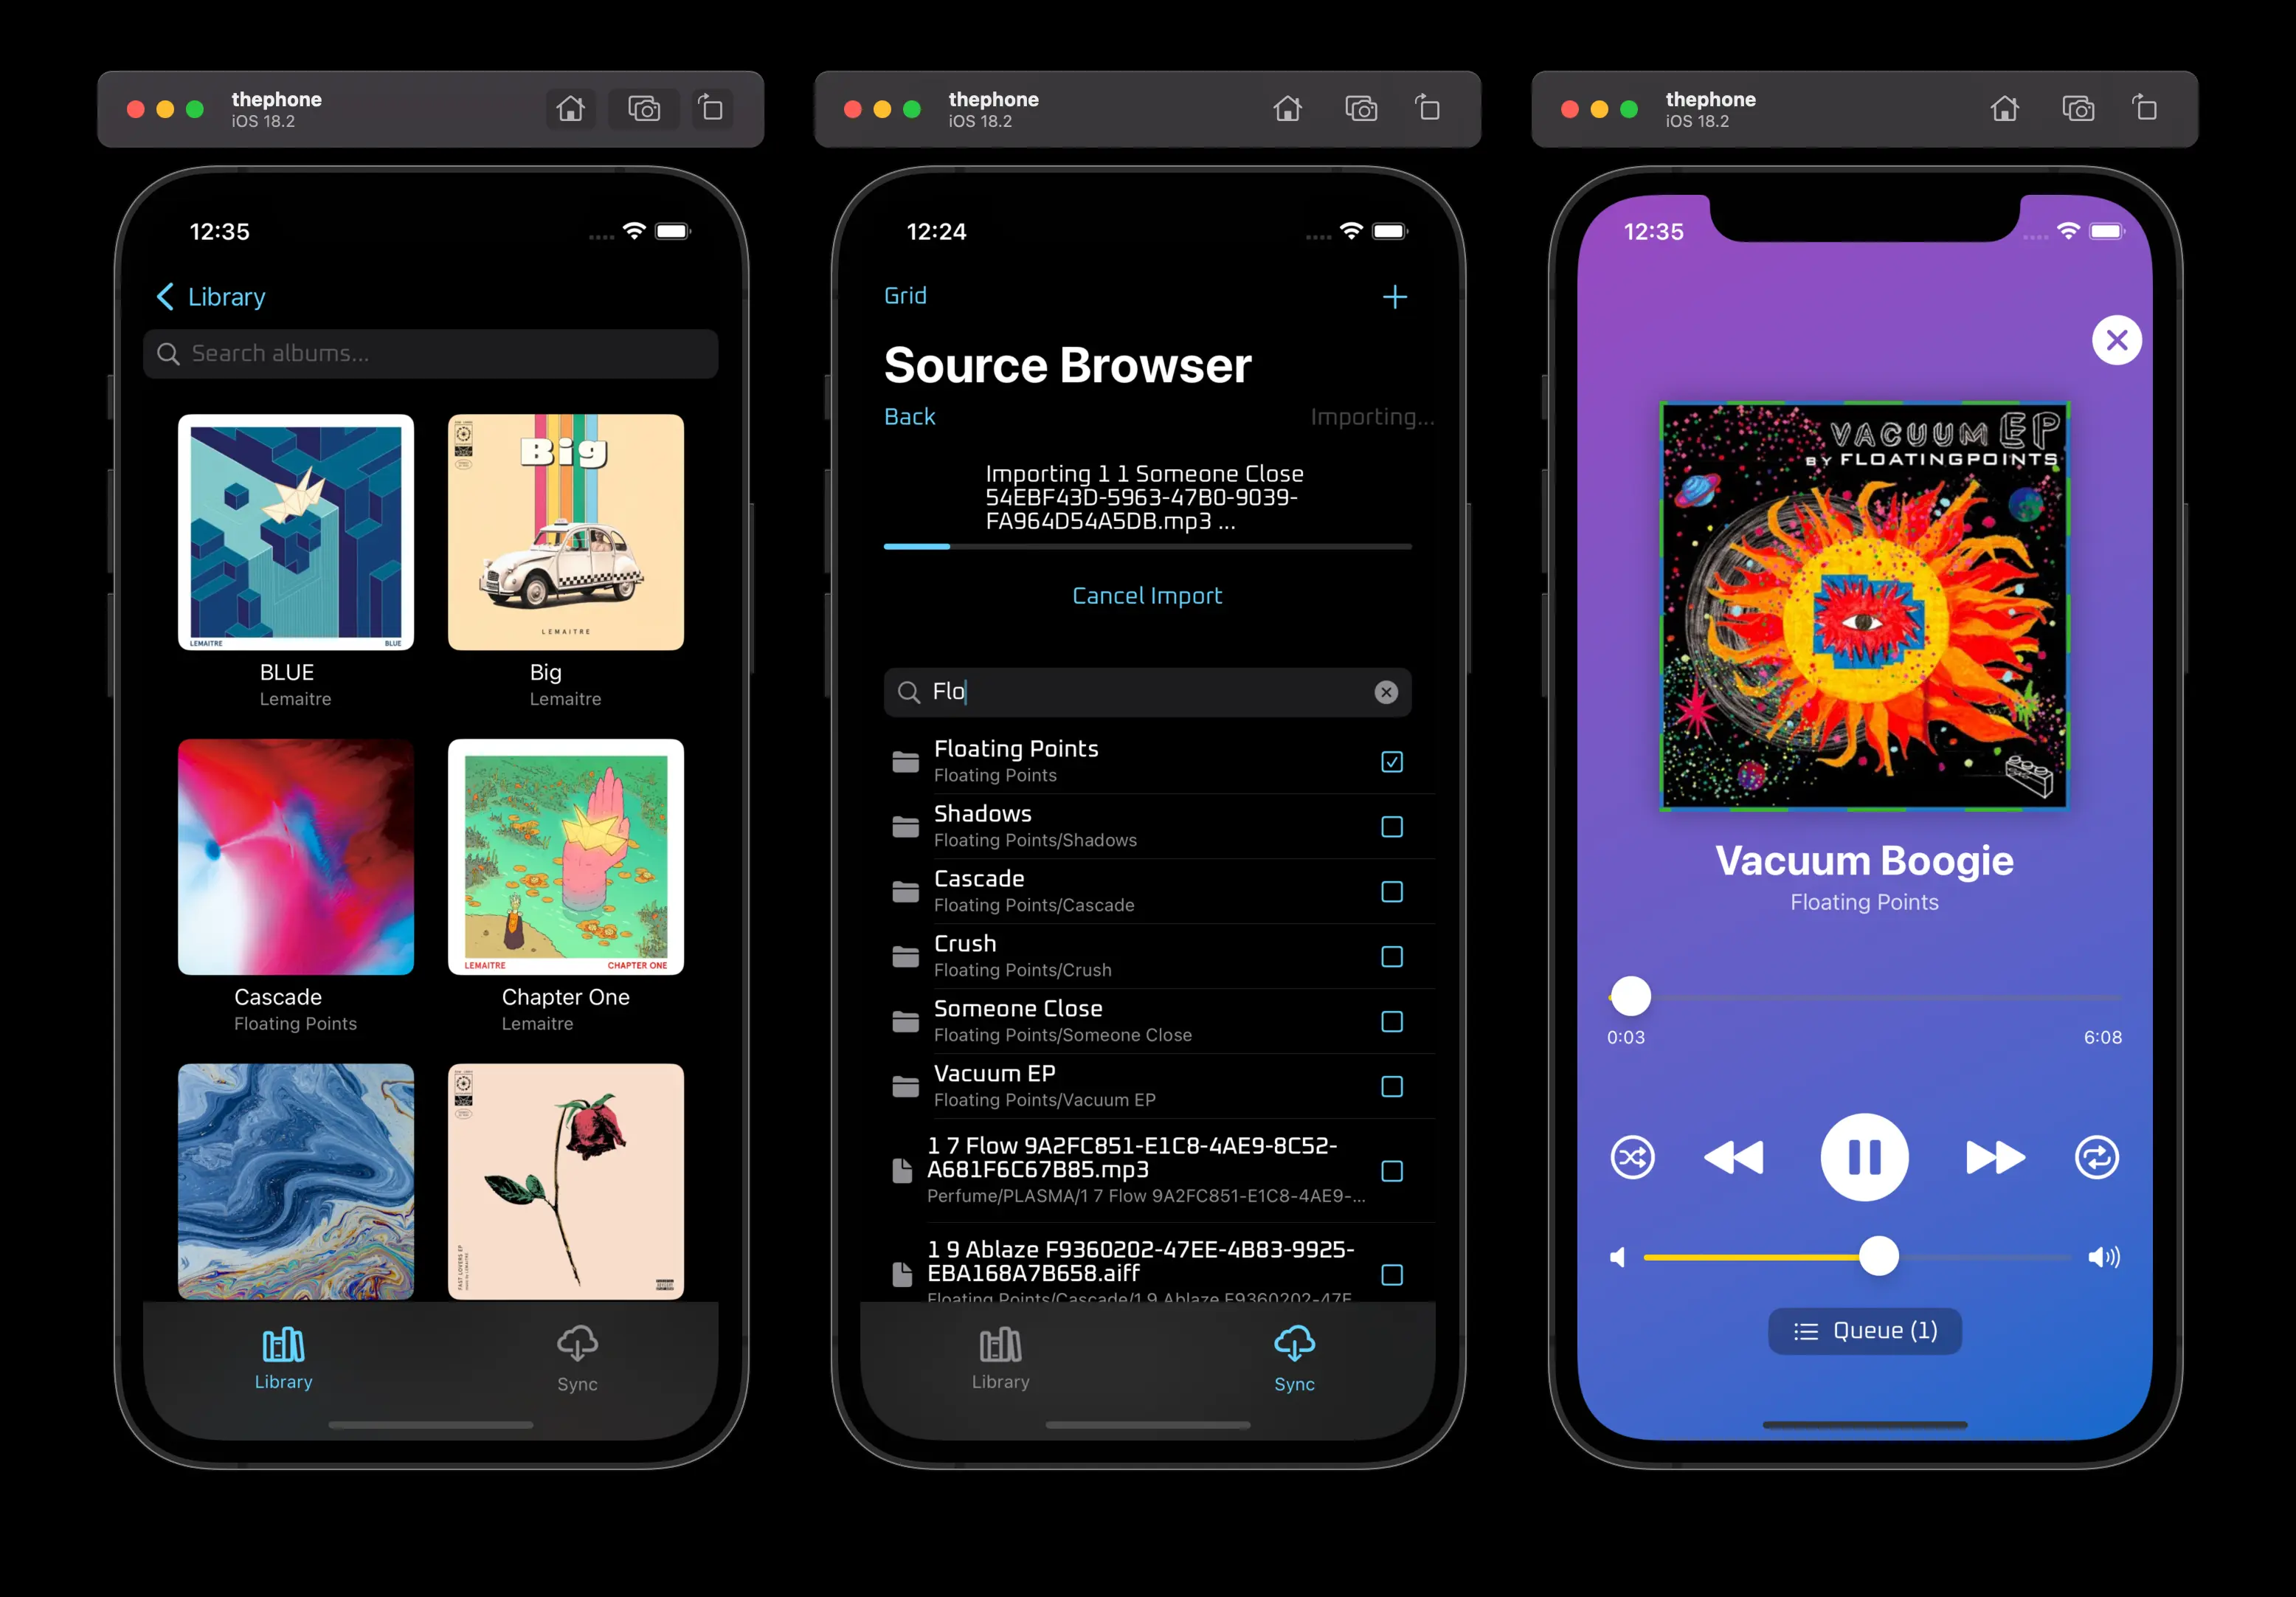 thephone
iOS 18.2
12:35
Library
Search albums...
LEMAITRE
BLUE
BLUE
Lemaitre
Big
LEMAITRE
Big
Lemaitre
Cascade
Floating Points
LEMAITRE
CHAPTER ONE
Chapter One
Lemaitre
FAST LOVERS EP
Library
Sync
thephone
iOS 18.2
12:24
Grid
Source Browser
Back
Importing...
Importing 1 1 Someone Close
54EBF43D-5963-47B0-9039-
FA964D54A5DB.mp3 ...
Cancel Import
Flo
Floating Points
Floating Points
Shadows
Floating Points/Shadows
Cascade
Floating Points/Cascade
Crush
Floating Points/Crush
Someone Close
Floating Points/Someone Close
Vacuum EP
Floating Points/Vacuum EP
1 7 Flow 9A2FC851-E1C8-4AE9-8C52-
A681F6C67B85.mp3
Perfume/PLASMA/1 7 Flow 9A2FC851-E1C8-4AE9-...
1 9 Ablaze F9360202-47EE-4B83-9925-
EBA168A7B658.aiff
Floating Points/Cascade/1 9 Ablaze F9360202-47E
Library
Sync
thephone
iOS 18.2
12:35
VACUUM EP
BY FLOATINGPOINTS
Vacuum Boogie
Floating Points
0:03
6:08
Queue (1)